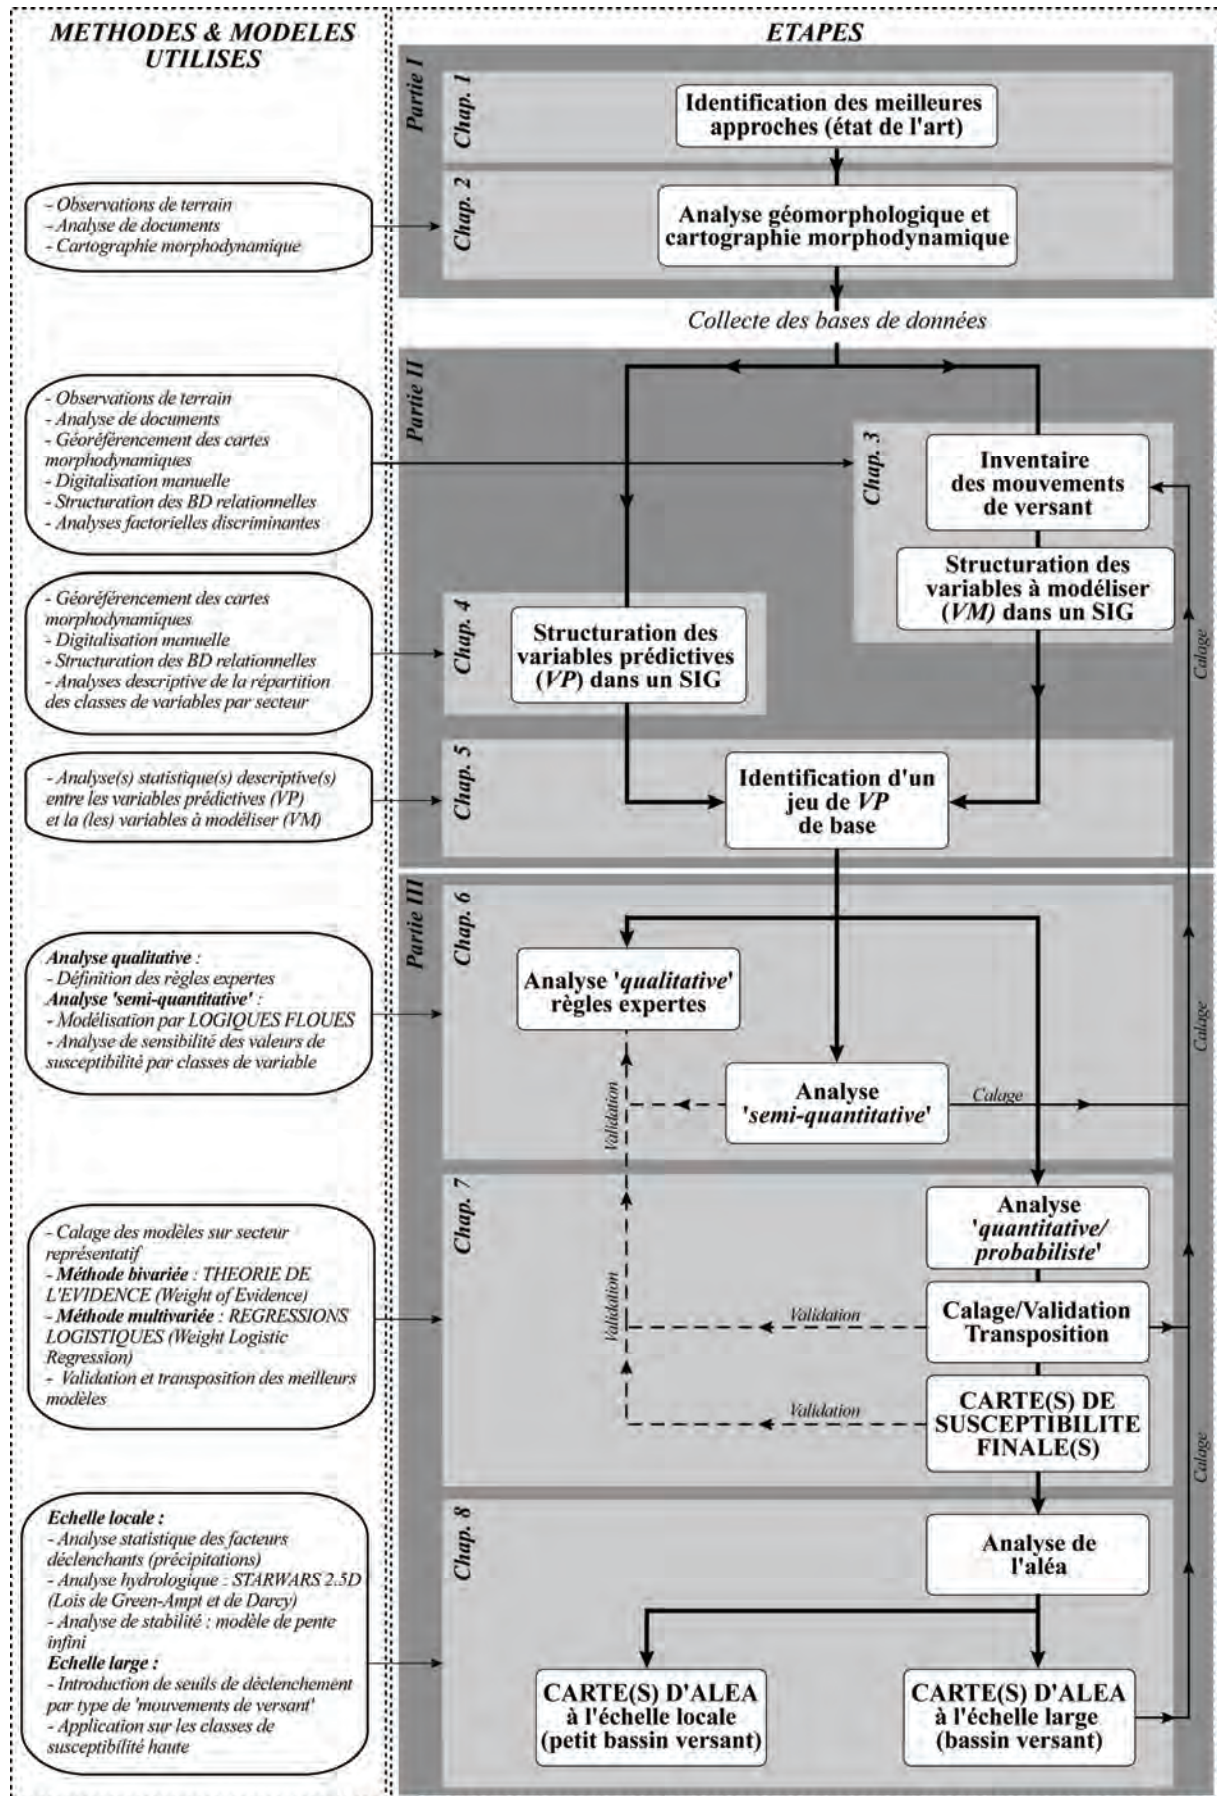 METHODES & MODELES
UTILISES
ETAPES
Partie I
Chap. 1
Identification des meilleures
approches (état de l'art)
- Observations de terrain
- Analyse de documents
- Cartographie morphodynamique
Chap. 2
Analyse géomorphologique et
cartographie morphodynamique
Collecte des bases de données
Partie II
- Observations de terrain
- Analyse de documents
- Géoréférencement des cartes
morphodynamiques
- Digitalisation manuelle
- Structuration des BD relationnelles
- Analyses factorielles discriminantes
Chap. 3
Inventaire
des mouvements
de versant
Structuration des
variables à modéliser
(VM) dans un SIG
- Géoréférencement des cartes
morphodynamiques
- Digitalisation manuelle
- Structuration des BD relationnelles
- Analyses descriptive de la répartition
des classes de variables par secteur
Chap. 4
Structuration des
variables prédictives
(VP) dans un SIG
Calage
- Analyse(s) statistique(s) descriptive(s)
entre les variables prédictives (VP)
et la (les) variables à modéliser (VM)
Chap. 5
Identification d'un
jeu de VP
de base
Partie III
Chap. 6
Analyse qualitative :
- Définition des règles expertes
Analyse 'semi-quantitative' :
- Modélisation par LOGIQUES FLOUES
- Analyse de sensibilité des valeurs de
susceptibilité par classes de variable
Analyse 'qualitative'
règles expertes
Analyse
'semi-quantitative'
Calage
Calage
Validation
Chap. 7
- Calage des modèles sur secteur
représentatif
- Méthode bivariée : THEORIE DE
L'EVIDENCE (Weight of Evidence)
- Méthode multivariée : REGRESSIONS
LOGISTIQUES (Weight Logistic
Regression)
- Validation et transposition des meilleurs
modèles
Analyse
'quantitative/
probabiliste'
Validation
Validation
Calage/Validation
Transposition
Validation
CARTE(S) DE
SUSCEPTIBILITE
FINALE(S)
Calage
Chap. 8
Echelle locale :
- Analyse statistique des facteurs
déclenchants (précipitations)
- Analyse hydrologique : STARWARS 2.5D
(Lois de Green-Ampt et de Darcy)
- Analyse de stabilité : modèle de pente
infini
Echelle large :
- Introduction de seuils de déclenchement
par type de 'mouvements de versant'
- Application sur les classes de
susceptibilité haute
Analyse de
l'aléa
CARTE(S) D'ALEA
à l'échelle locale
(petit bassin versant)
CARTE(S) D'ALEA
à l'échelle large
(bassin versant)